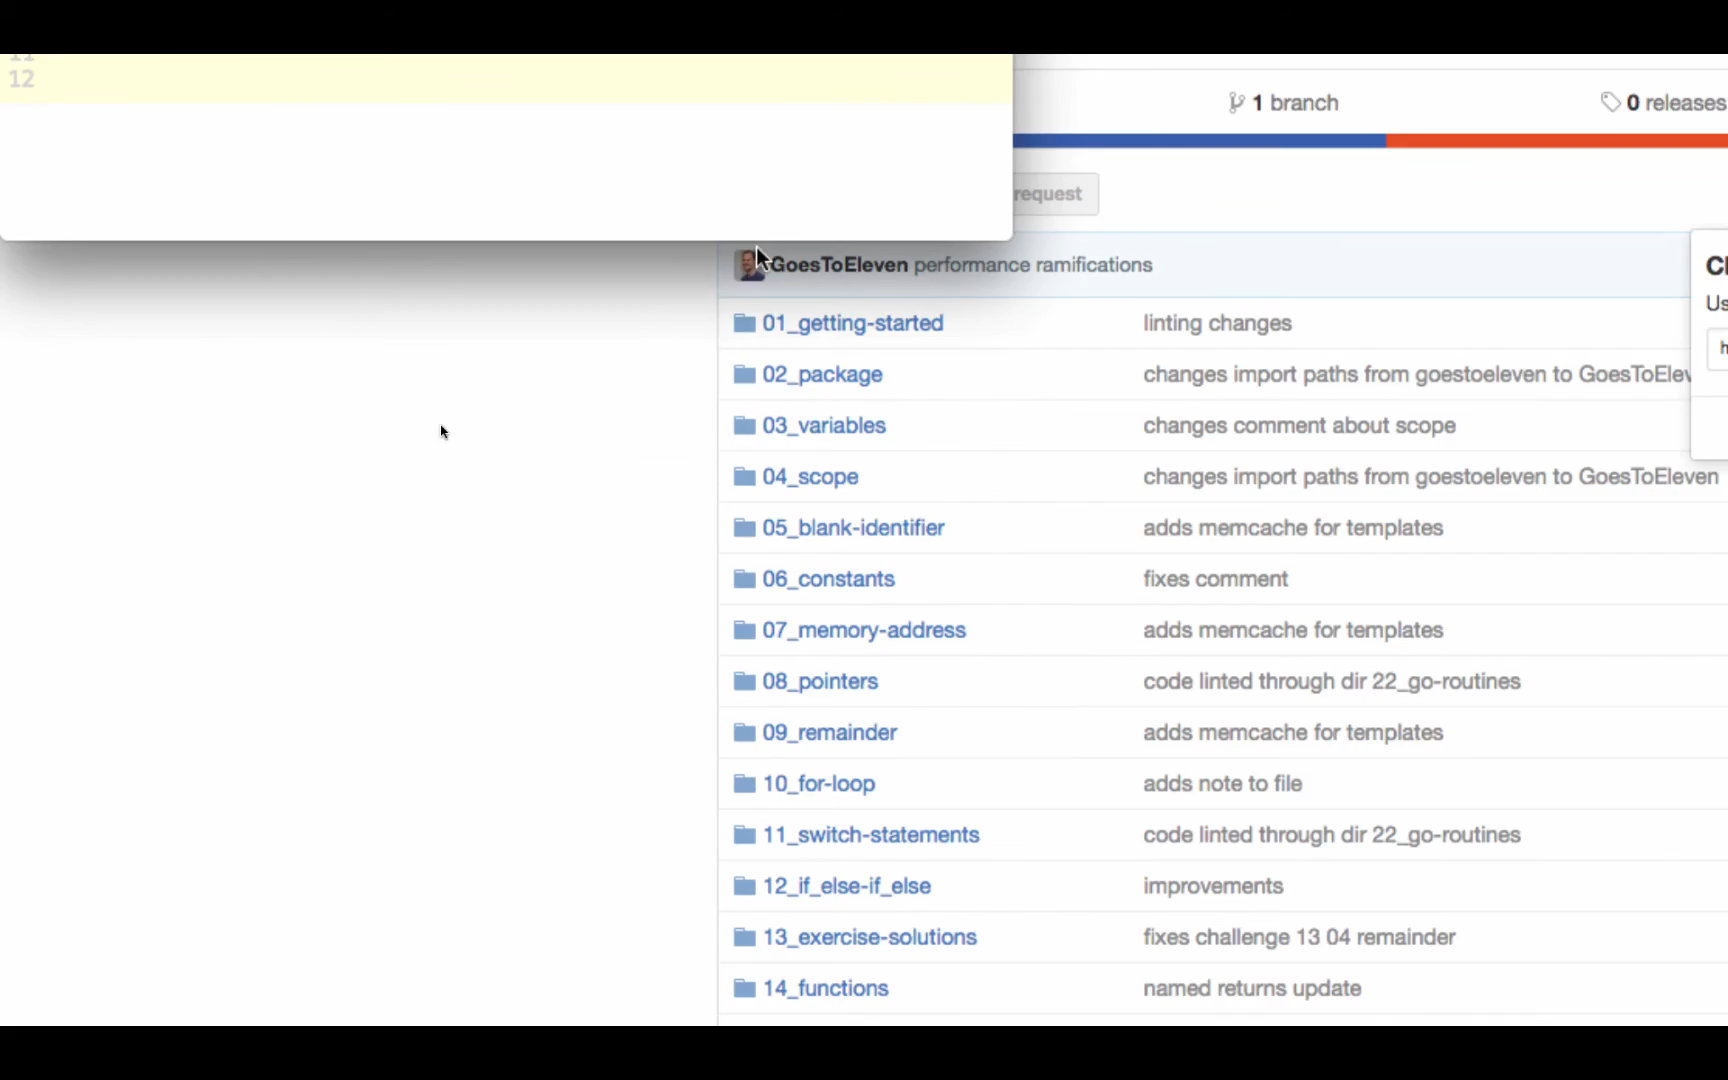 12
1 branch
0 releases
request
GoesToEleven performance ramifications
01_getting-started linting changes
02_package changes import paths from goestoeleven to GoesToElev
03_variables changes comment about scope
04_scope changes import paths from goestoeleven to GoesToEleven
05_blank-identifier adds memcache for templates
06_constants fixes comment
07_memory-address adds memcache for templates
08_pointers code linted through dir 22_go-routines
09_remainder adds memcache for templates
10_for-loop adds note to file
11_switch-statements code linted through dir 22_go-routines
12_if_else-if_else improvements
13_exercise-solutions fixes challenge 13 04 remainder
14_functions named returns update